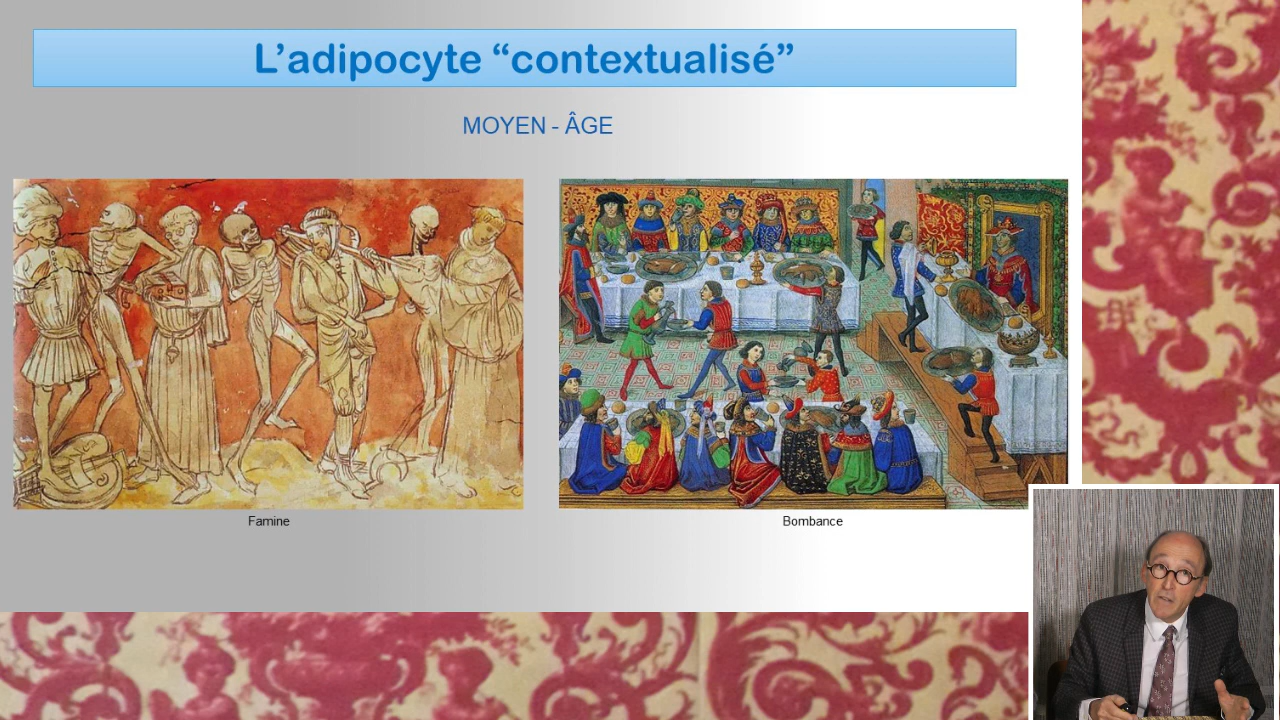 L’adipocyte “contextualisé”
MOYEN - ÂGE
Famine
Bombance